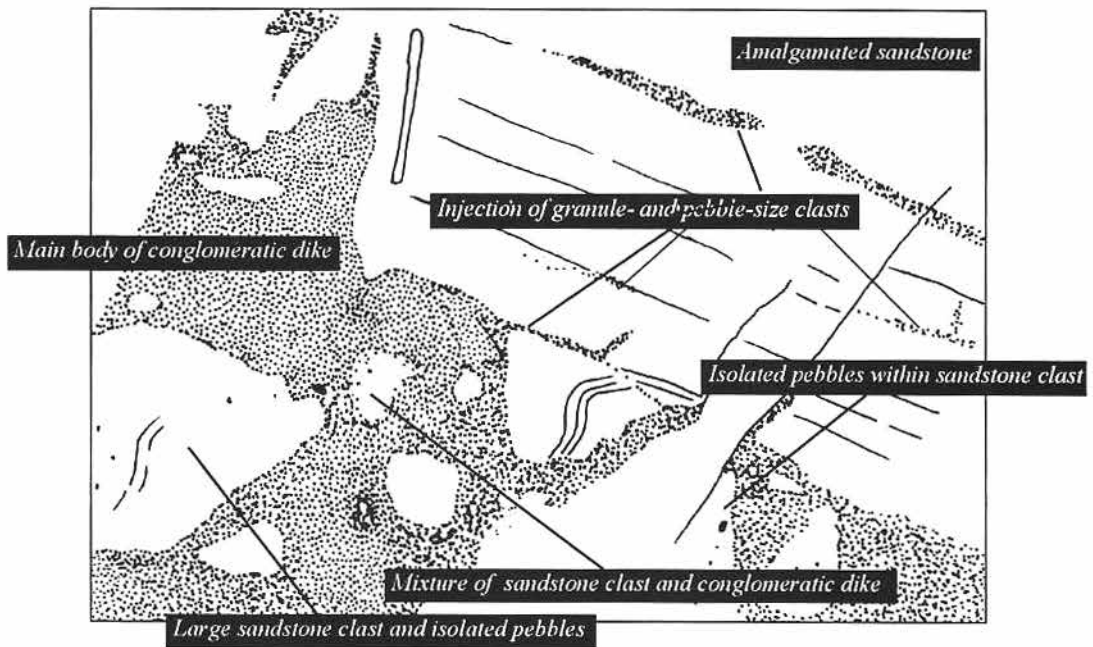 Amalgamated sandstone
Injection of granule- and pebble-size clasts
Main body of conglomeratic dike
Isolated pebbles within sandstone clast
Mixture of sandstone clast and conglomeratic dike
Large sandstone clast and isolated pebbles